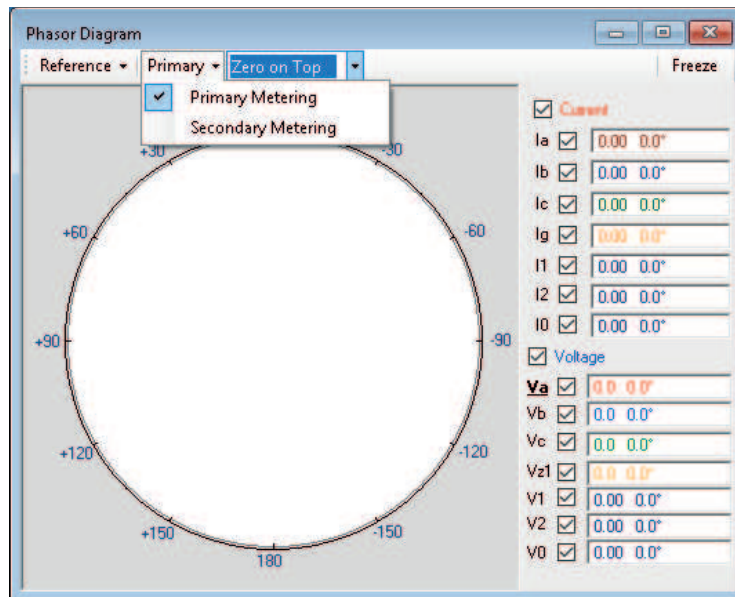 Phasor Diagram
Reference Primary Zero on Top Freeze
Primary Metering
Secondary Metering
+30 -30
+60 -60
+90 -90
+120 -120
+150 -150
180
Current
Ia 0.00 0.0°
Ib 0.00 0.0°
Ic 0.00 0.0°
Ig 0.00 0.0°
I1 0.00 0.0°
I2 0.00 0.0°
I0 0.00 0.0°
Voltage
Va 0.0 0.0°
Vb 0.0 0.0°
Vc 0.0 0.0°
Vz1 0.0 0.0°
V1 0.00 0.0°
V2 0.00 0.0°
V0 0.00 0.0°